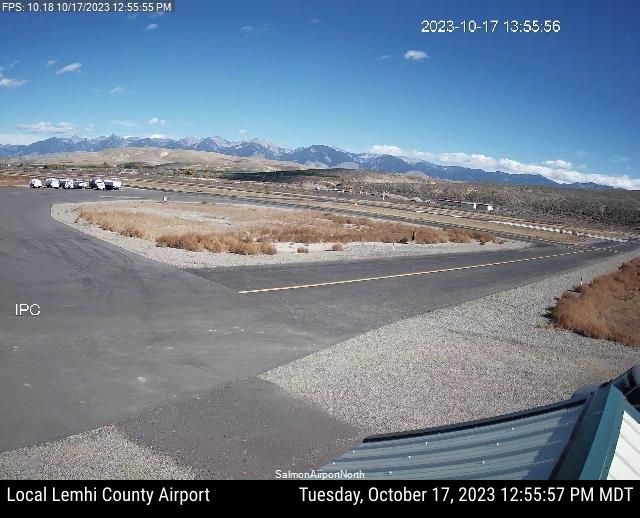 FPS: 10.18 10/17/2023 12:55:55 PM
2023-10-17 13:55:56
IPC
SalmonAirportNorth
Local Lemhi County Airport Tuesday, October 17, 2023 12:55:57 PM MDT